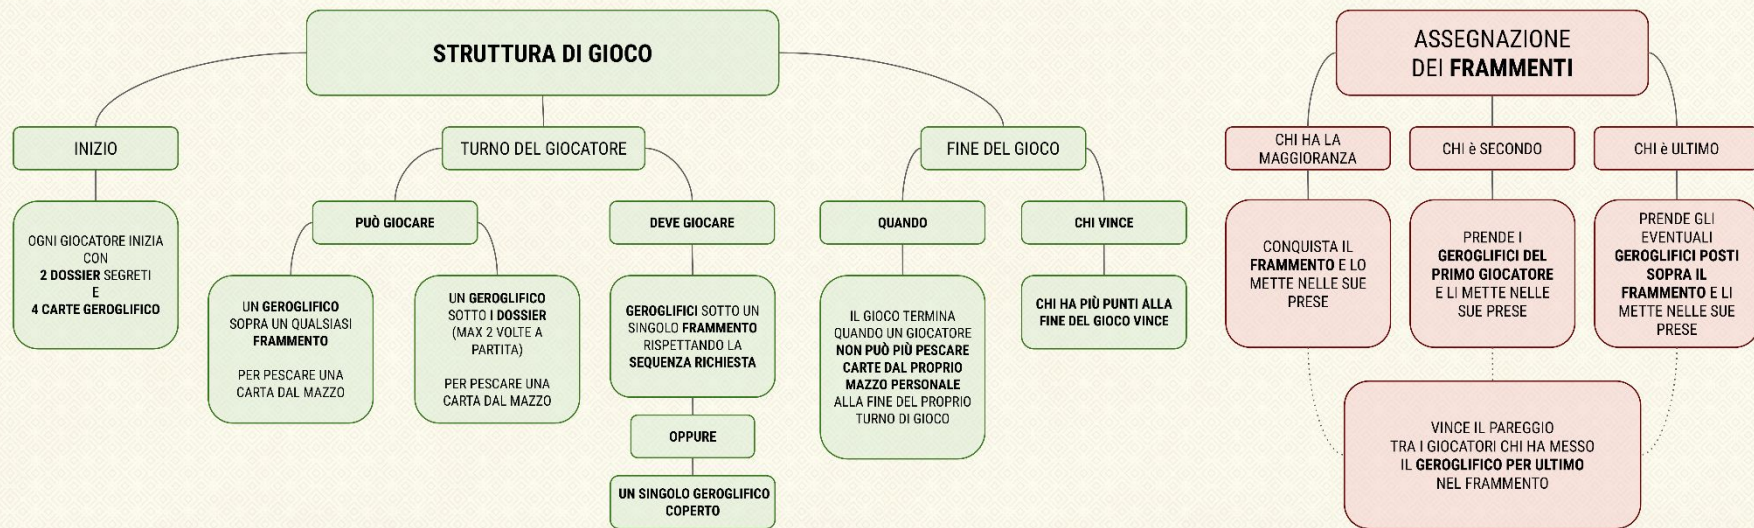 STRUTTURA DI GIOCO
INIZIO
OGNI GIOCATORE INIZIA
CON
2 DOSSIER SEGRETI
E
4 CARTE GEROGLIFICO
TURNO DEL GIOCATORE
PUÒ GIOCARE
UN GEROGLIFICO
SOPRA UN QUALSIASI
FRAMMENTO
PER PESCARE UNA
CARTA DAL MAZZO
UN GEROGLIFICO
SOTTO I DOSSIER
(MAX 2 VOLTE A
PARTITA)
PER PESCARE UNA
CARTA DAL MAZZO
DEVE GIOCARE
GEROGLIFICI SOTTO UN
SINGOLO FRAMMENTO
RISPETTANDO LA
SEQUENZA RICHIESTA
OPPURE
UN SINGOLO GEROGLIFICO
COPERTO
FINE DEL GIOCO
QUANDO
IL GIOCO TERMINA
QUANDO UN GIOCATORE
NON PUÒ PIÙ PESCARE
CARTE DAL PROPRIO
MAZZO PERSONALE
ALLA FINE DEL PROPRIO
TURNO DI GIOCO
CHI VINCE
CHI HA PIÙ PUNTI ALLA
FINE DEL GIOCO VINCE
ASSEGNAZIONE
DEI FRAMMENTI
CHI HA LA
MAGGIORANZA
CONQUISTA IL
FRAMMENTO E LO
METTE NELLE SUE
PRESE
CHI è SECONDO
PRENDE I
GEROGLIFICI DEL
PRIMO GIOCATORE
E LI METTE NELLE
SUE PRESE
CHI è ULTIMO
PRENDE GLI
EVENTUALI
GEROGLIFICI POSTI
SOPRA IL
FRAMMENTO E LI
METTE NELLE SUE
PRESE
VINCE IL PAREGGIO
TRA I GIOCATORI CHI HA MESSO
IL GEROGLIFICO PER ULTIMO
NEL FRAMMENTO